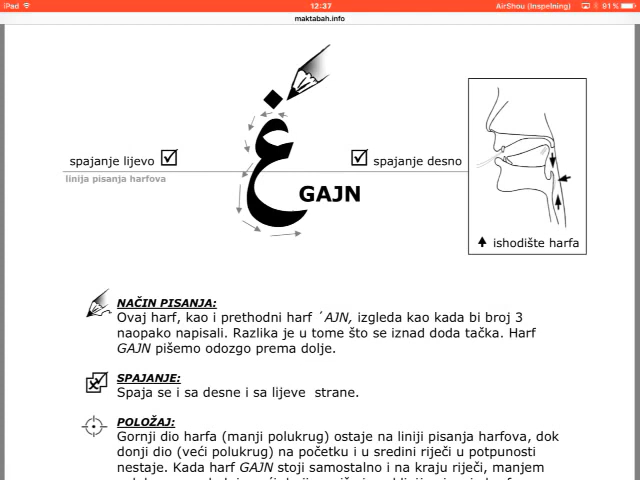 iPad 12:37 AirShou (Inspelning) 91 %
maktabah.info
غ
spajanje lijevo spajanje desno
linija pisanja harfova
GAJN
ishodište harfa
NAČIN PISANJA:
Ovaj harf, kao i prethodni harf ´AJN, izgleda kao kada bi broj 3
naopako napisali. Razlika je u tome što se iznad doda tačka. Harf
GAJN pišemo odozgo prema dolje.
SPAJANJE:
Spaja se i sa desne i sa lijeve strane.
POLOŽAJ:
Gornji dio harfa (manji polukrug) ostaje na liniji pisanja harfova, dok
donji dio (veći polukrug) na početku i u sredini riječi u potpunosti
nestaje. Kada harf GAJN stoji samostalno i na kraju riječi, manjem